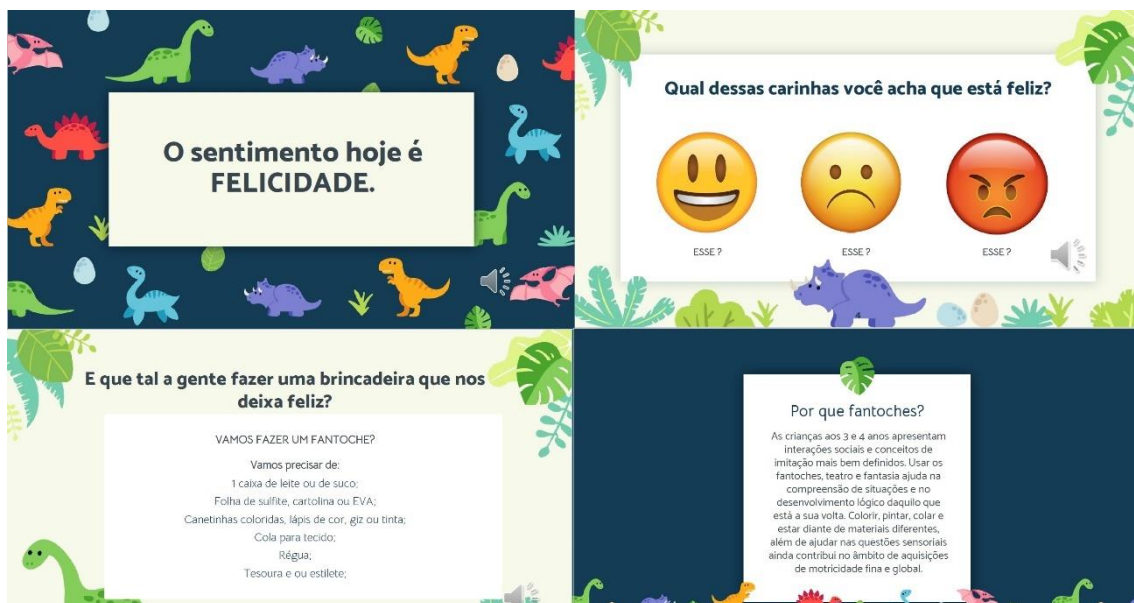 O sentimento hoje é
FELICIDADE.
Qual dessas carinhas você acha que está feliz?
ESSE?
ESSE?
ESSE?
E que tal a gente fazer uma brincadeira que nos
deixa feliz?
VAMOS FAZER UM FANTOCHE?
Vamos precisar de:
1 caixa de leite ou de suco;
Folha de sulfite, cartolina ou EVA;
Canetinhas coloridas, lápis de cor, giz ou tinta;
Cola para tecido;
Régua;
Tesoura e ou estilete;
Por que fantoches?
As crianças aos 3 e 4 anos apresentam
interações sociais e conceitos de
imitação mais bem definidos. Usar os
fantoches, teatro e fantasia ajuda na
compreensão de situações e no
desenvolvimento lógico daquilo que
está a sua volta. Colorir, pintar, colar e
estar diante de materiais diferentes,
além de ajudar nas questões sensoriais
ainda contribui no âmbito de aquisições
de motricidade fina e global.